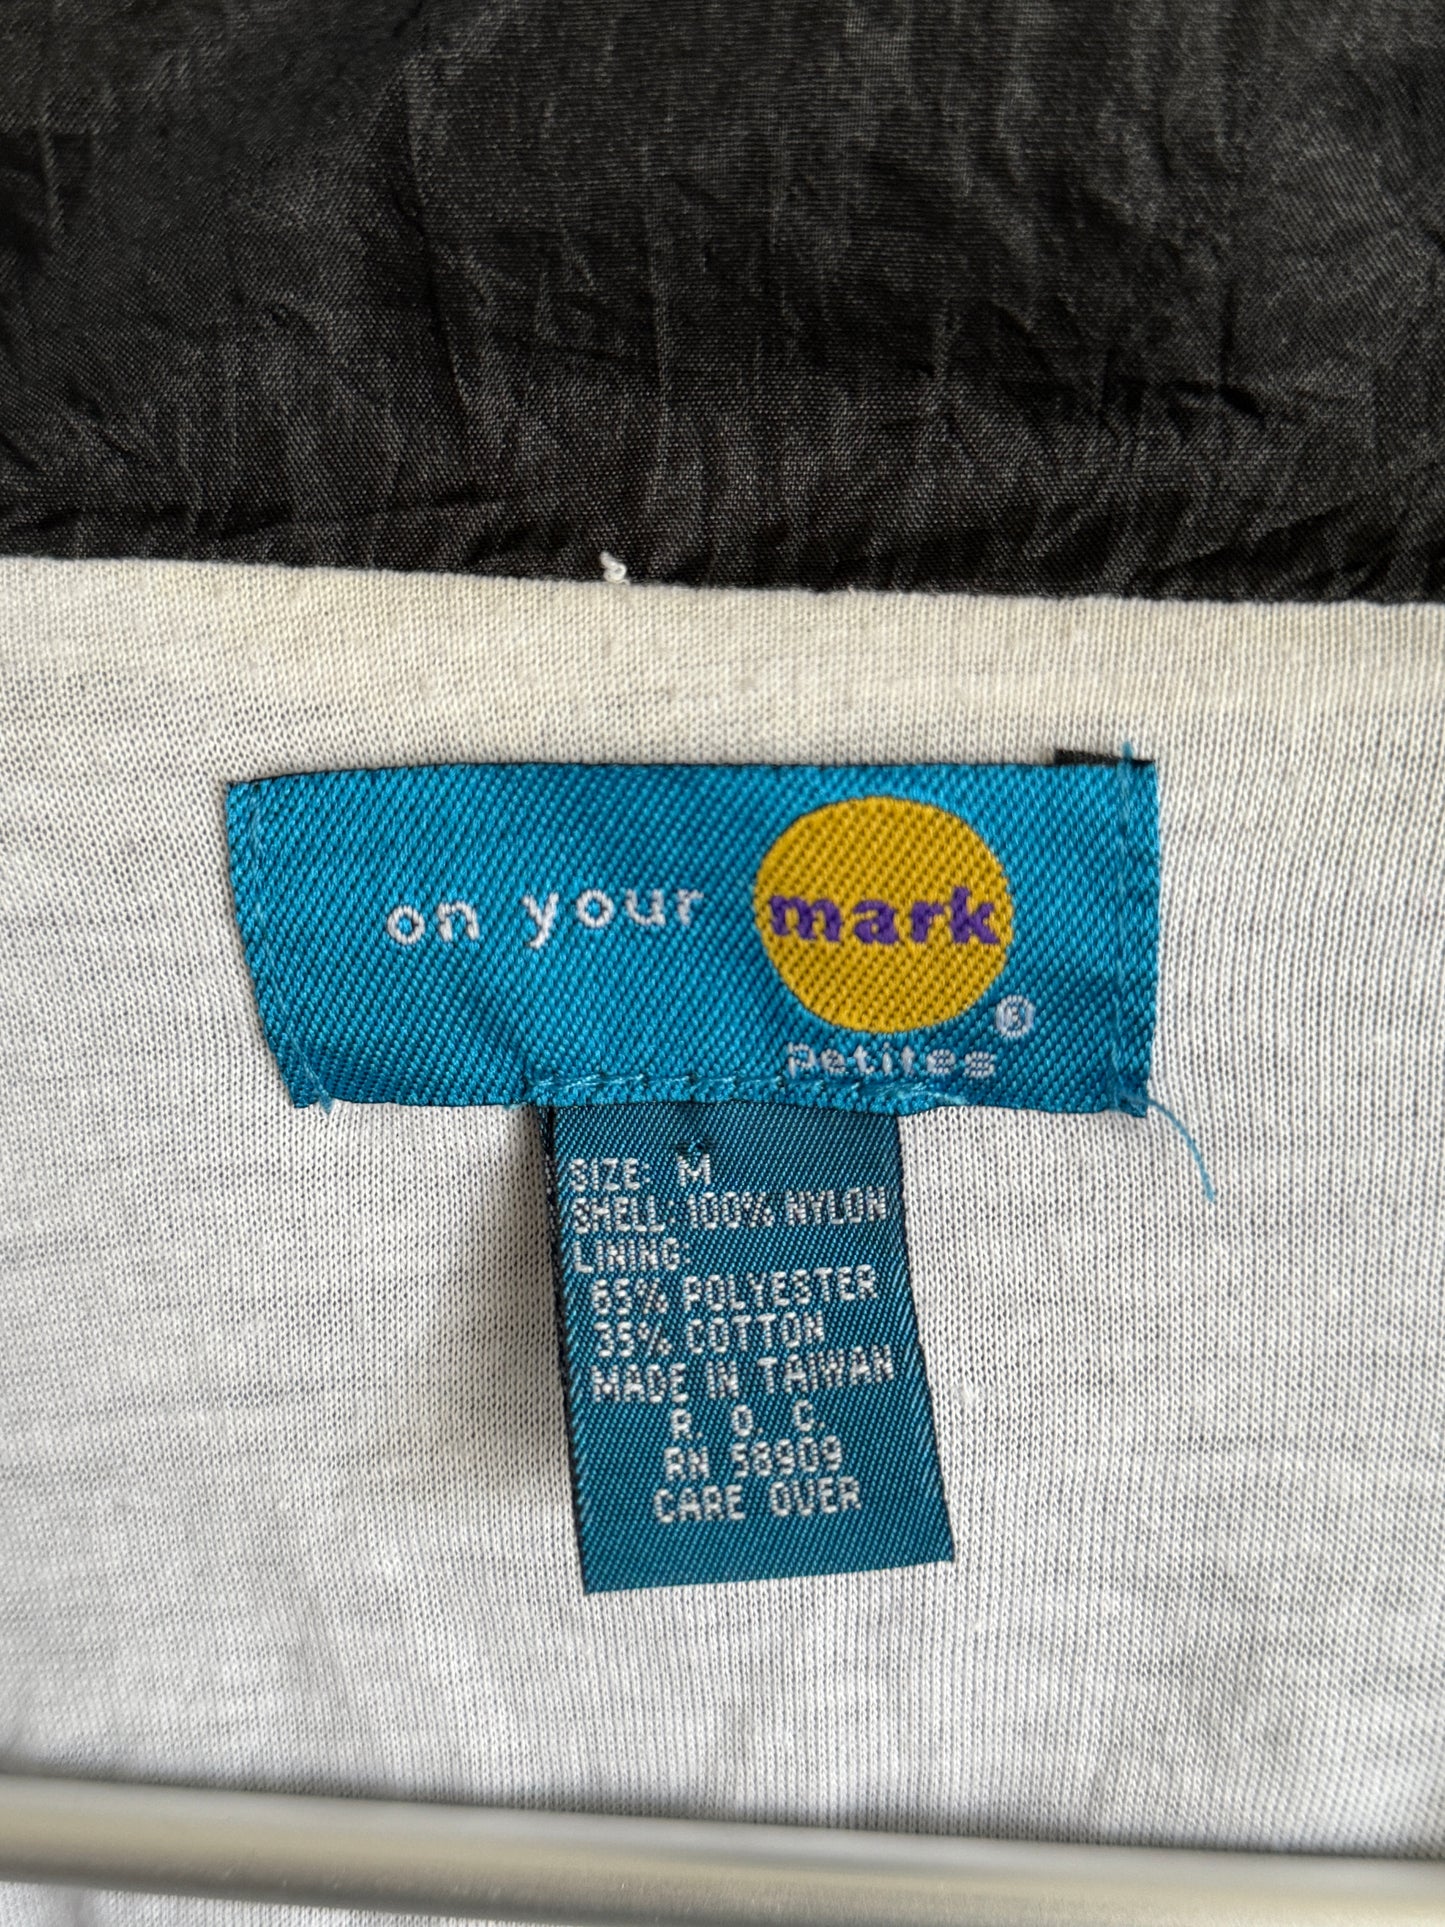 on your mark®
petites
SIZE: M
SHELL 100% NYLON
LINING:
65% POLYESTER
35% COTTON
MADE IN TAIWAN
R. O. C.
RN 58909
CARE OVER